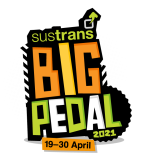 sustrans
BIG
PEDAL
2021
19–30 April